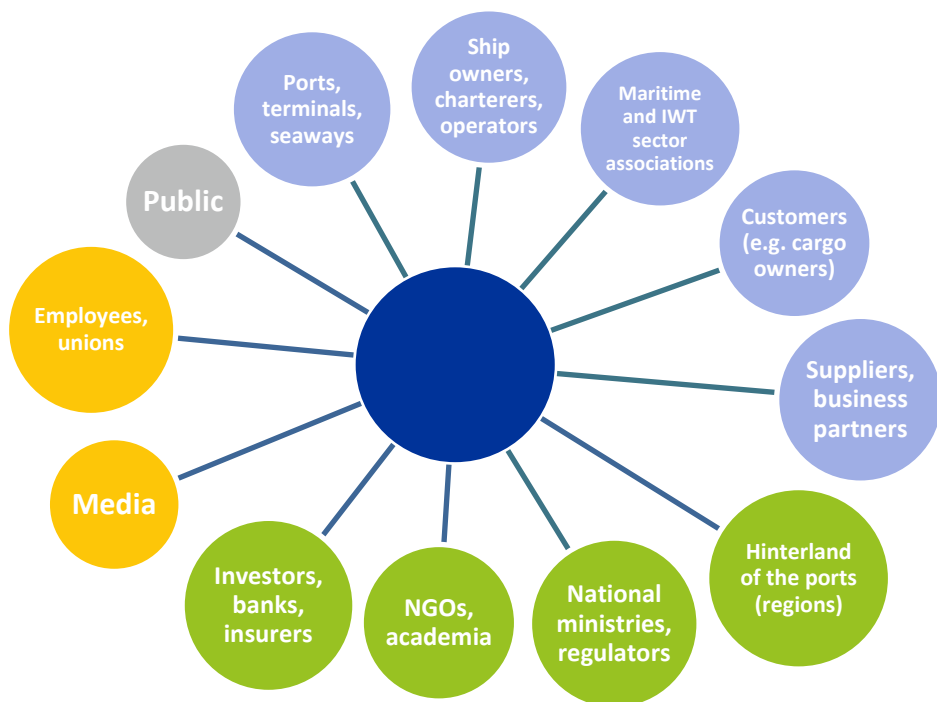 Ship
owners,
charterers,
operators
Ports,
terminals,
seaways
Maritime
and IWT
sector
associations
Public
Customers
(e.g. cargo
owners)
Employees,
unions
Suppliers,
business
partners
Media
Investors,
banks,
insurers
NGOs,
academia
National
ministries,
regulators
Hinterland
of the ports
(regions)